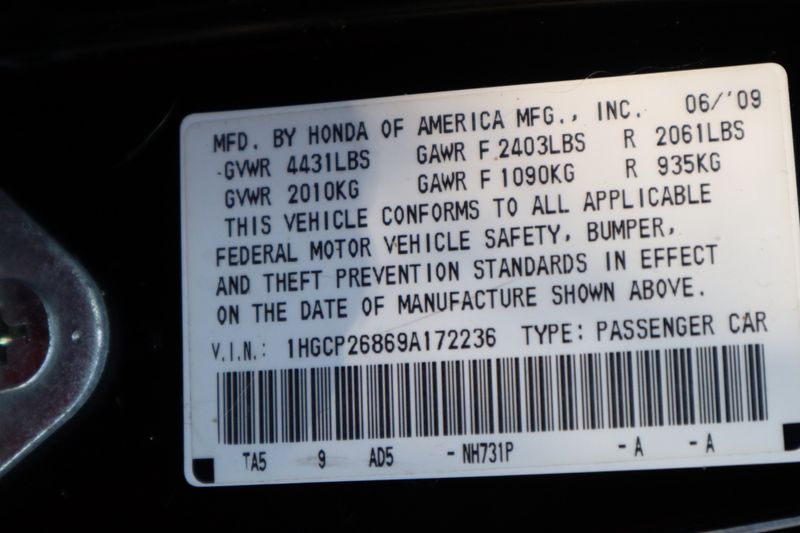 MFD. BY HONDA OF AMERICA MFG., INC. 06/'09
GVWR 4431LBS GAWR F 2403LBS R 2061LBS
GVWR 2010KG GAWR F 1090KG R 935KG
THIS VEHICLE CONFORMS TO ALL APPLICABLE
FEDERAL MOTOR VEHICLE SAFETY, BUMPER,
AND THEFT PREVENTION STANDARDS IN EFFECT
ON THE DATE OF MANUFACTURE SHOWN ABOVE.
V.I.N.: 1HGCP26869A172236 TYPE: PASSENGER CAR
TA5 9 AD5 -NH731P -A -A